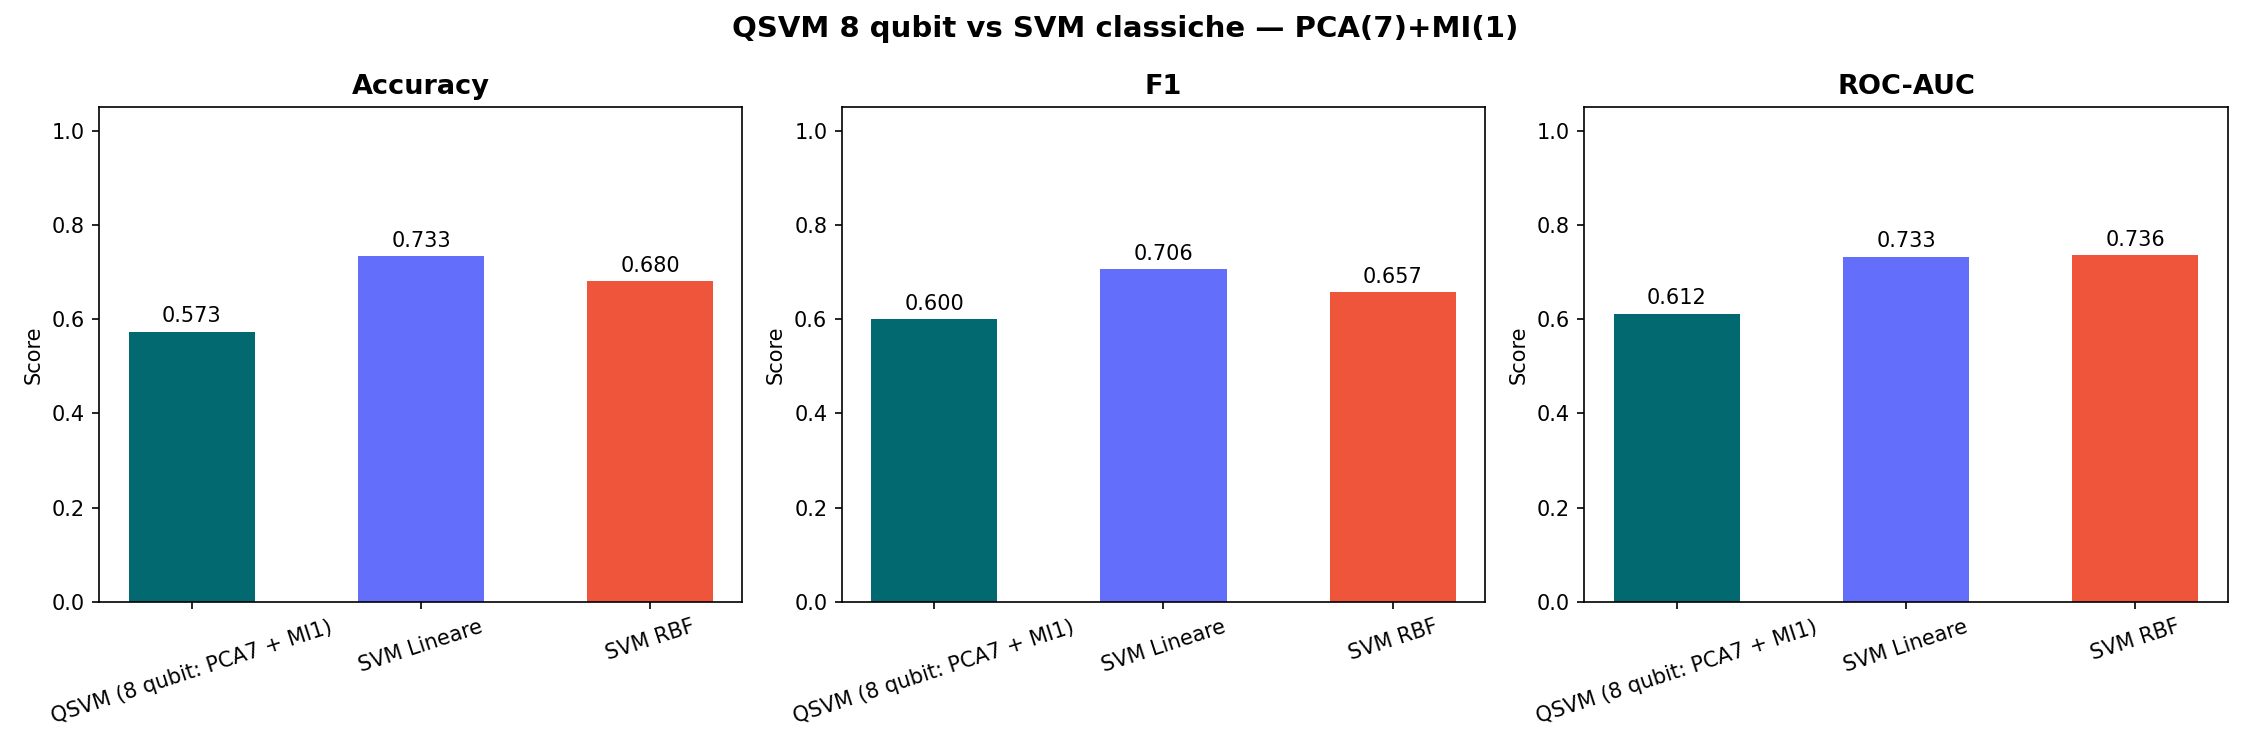 QSVM 8 qubit vs SVM classiche — PCA(7)+MI(1)
Accuracy
1.0
0.8
0.6
0.4
0.2
0.0
Score
0.573
0.733
0.680
QSVM (8 qubit: PCA7 + MI1)
SVM Lineare
SVM RBF
F1
1.0
0.8
0.6
0.4
0.2
0.0
Score
0.600
0.706
0.657
QSVM (8 qubit: PCA7 + MI1)
SVM Lineare
SVM RBF
ROC-AUC
1.0
0.8
0.6
0.4
0.2
0.0
Score
0.612
0.733
0.736
QSVM (8 qubit: PCA7 + MI1)
SVM Lineare
SVM RBF